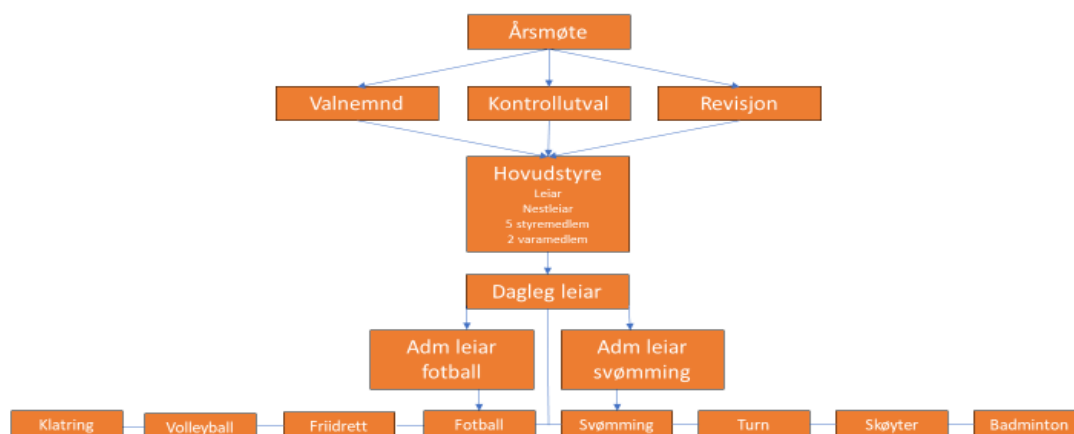 Årsmøte
Valnemnd
Kontrollutval
Revisjon
Hovudstyre
Leiar
Nestleiar
5 styremedlem
2 varamedlem
Dagleg leiar
Adm leiar
fotball
Adm leiar
svømming
Klatring
Volleyball
Friidrett
Fotball
Svømming
Turn
Skøyter
Badminton